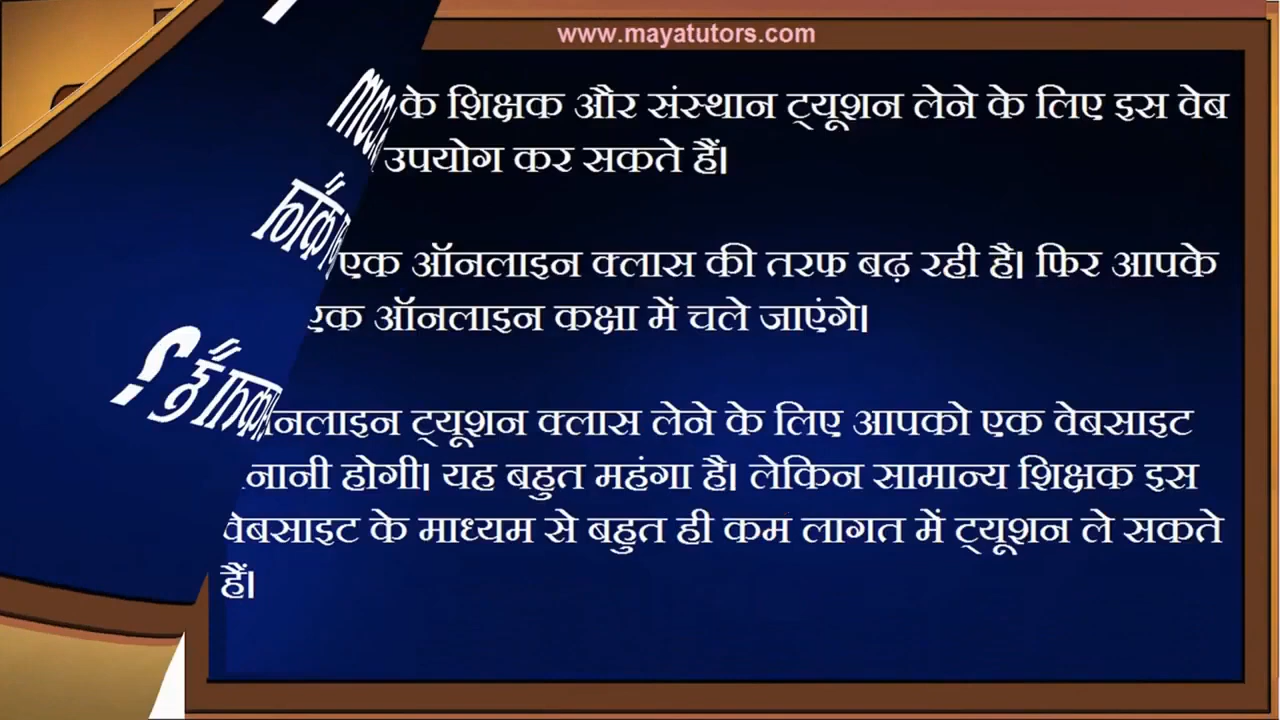 www.mayatutors.com
के शिक्षक और संस्थान ट्यूशन लेने के लिए इस वेब
उपयोग कर सकते हैं।
एक ऑनलाइन क्लास की तरफ बढ़ रही है। फिर आपके
एक ऑनलाइन कक्षा में चले जाएंगे।
ट्यूशन क्लास लेने के लिए आपको एक वेबसाइट
होगी। यह बहुत महंगा है। लेकिन सामान्य शिक्षक इस
वेबसाइट के माध्यम से बहुत ही कम लागत में ट्यूशन ले सकते
हैं।